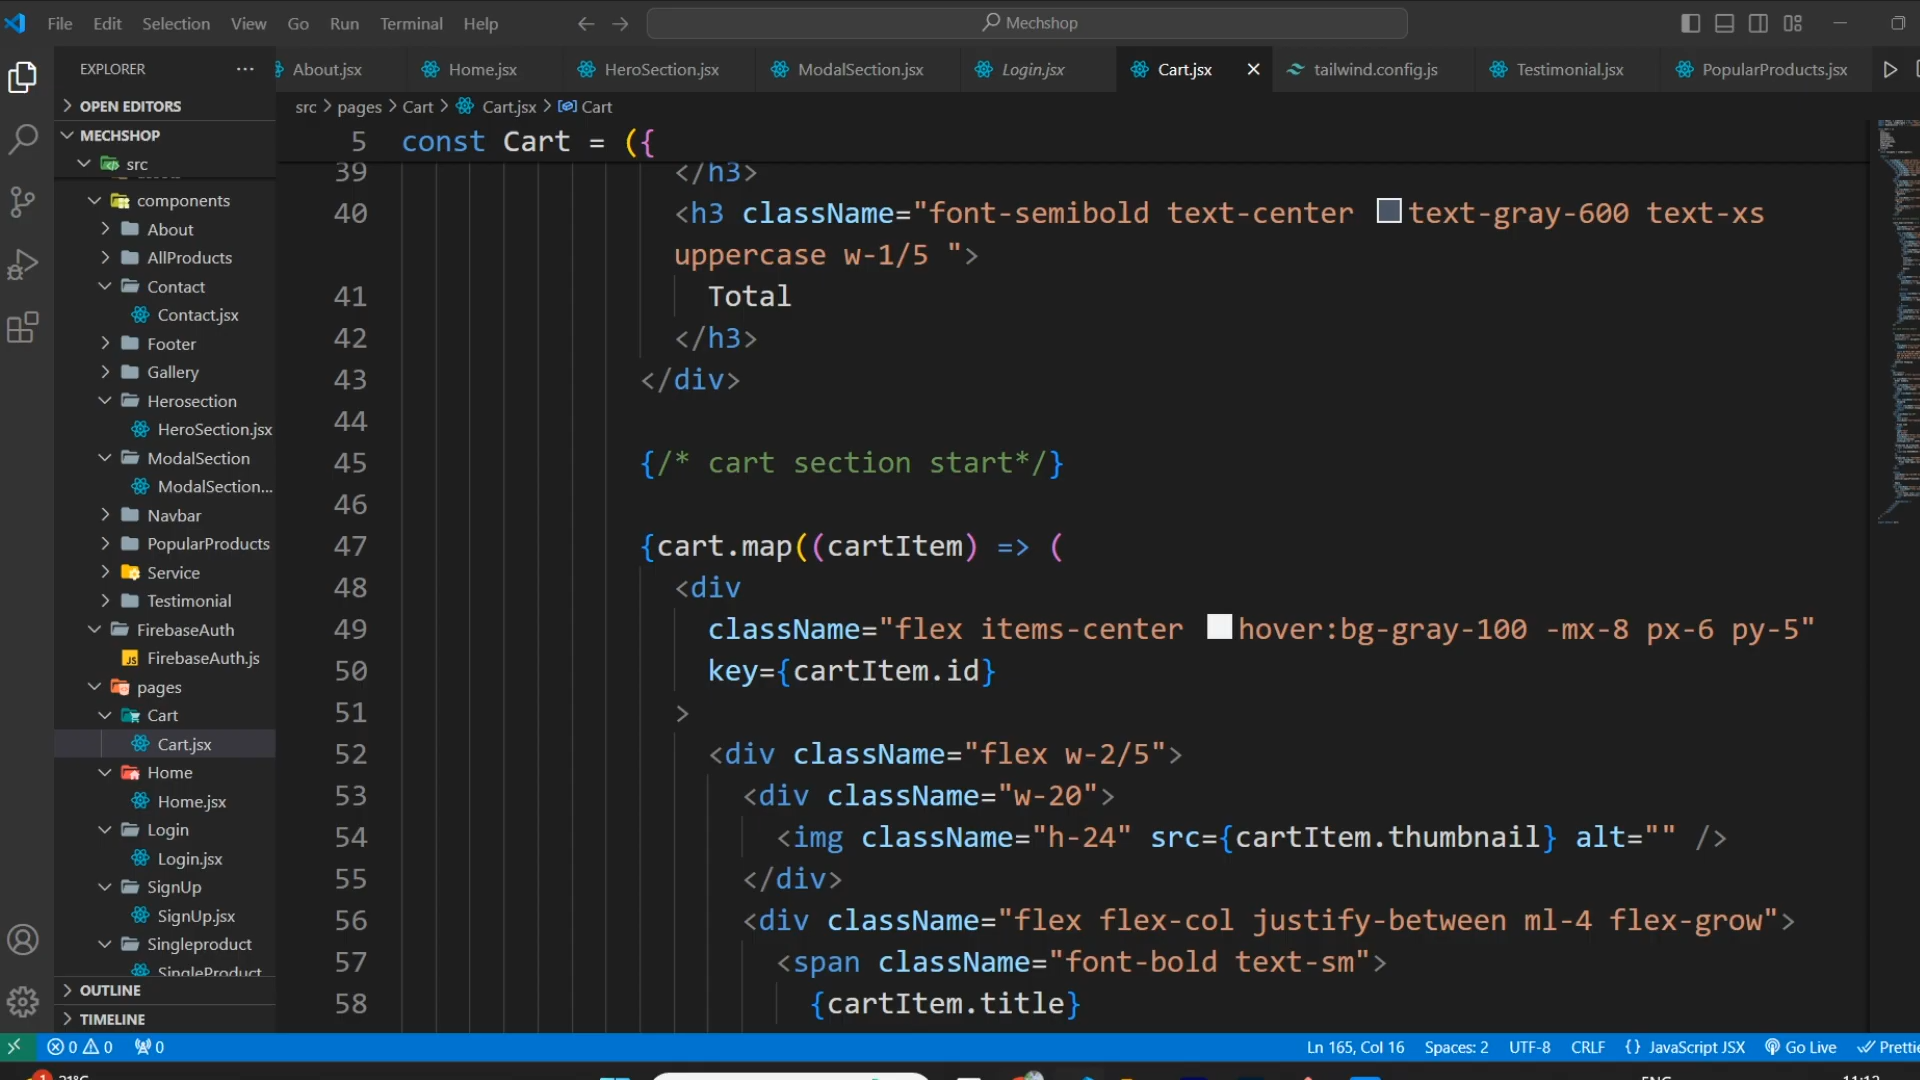 File Edit Selection View Go Run Terminal Help
Mechshop
EXPLORER
About.jsx Home.jsx HeroSection.jsx ModalSection.jsx Login.jsx Cart.jsx tailwind.config.js Testimonial.jsx PopularProducts.jsx
src > pages > Cart > Cart.jsx > Cart
OPEN EDITORS
MECHSHOP
src
components
About
AllProducts
Contact
Contact.jsx
Footer
Gallery
Herosection
HeroSection.jsx
ModalSection
ModalSection...
Navbar
PopularProducts
Service
Testimonial
FirebaseAuth
JS FirebaseAuth.js
pages
Cart
Cart.jsx
Home
Home.jsx
Login
Login.jsx
SignUp
SignUp.jsx
Singleproduct
SingleProduct
OUTLINE
TIMELINE
5 const Cart = ({
39 </h3>
40 <h3 className="font-semibold text-center text-gray-600 text-xs
uppercase w-1/5 ">
41 Total
42 </h3>
43 </div>
44
45 {/* cart section start*/}
46
47 {cart.map((cartItem) => (
48 <div
49 className="flex items-center hover:bg-gray-100 -mx-8 px-6 py-5"
50 key={cartItem.id}
51 >
52 <div className="flex w-2/5">
53 <div className="w-20">
54 <img className="h-24" src={cartItem.thumbnail} alt="" />
55 </div>
56 <div className="flex flex-col justify-between ml-4 flex-grow">
57 <span className="font-bold text-sm">
58 {cartItem.title}
0 0 0 Ln 165, Col 16 Spaces: 2 UTF-8 CRLF {} JavaScript JSX Go Live Prettie